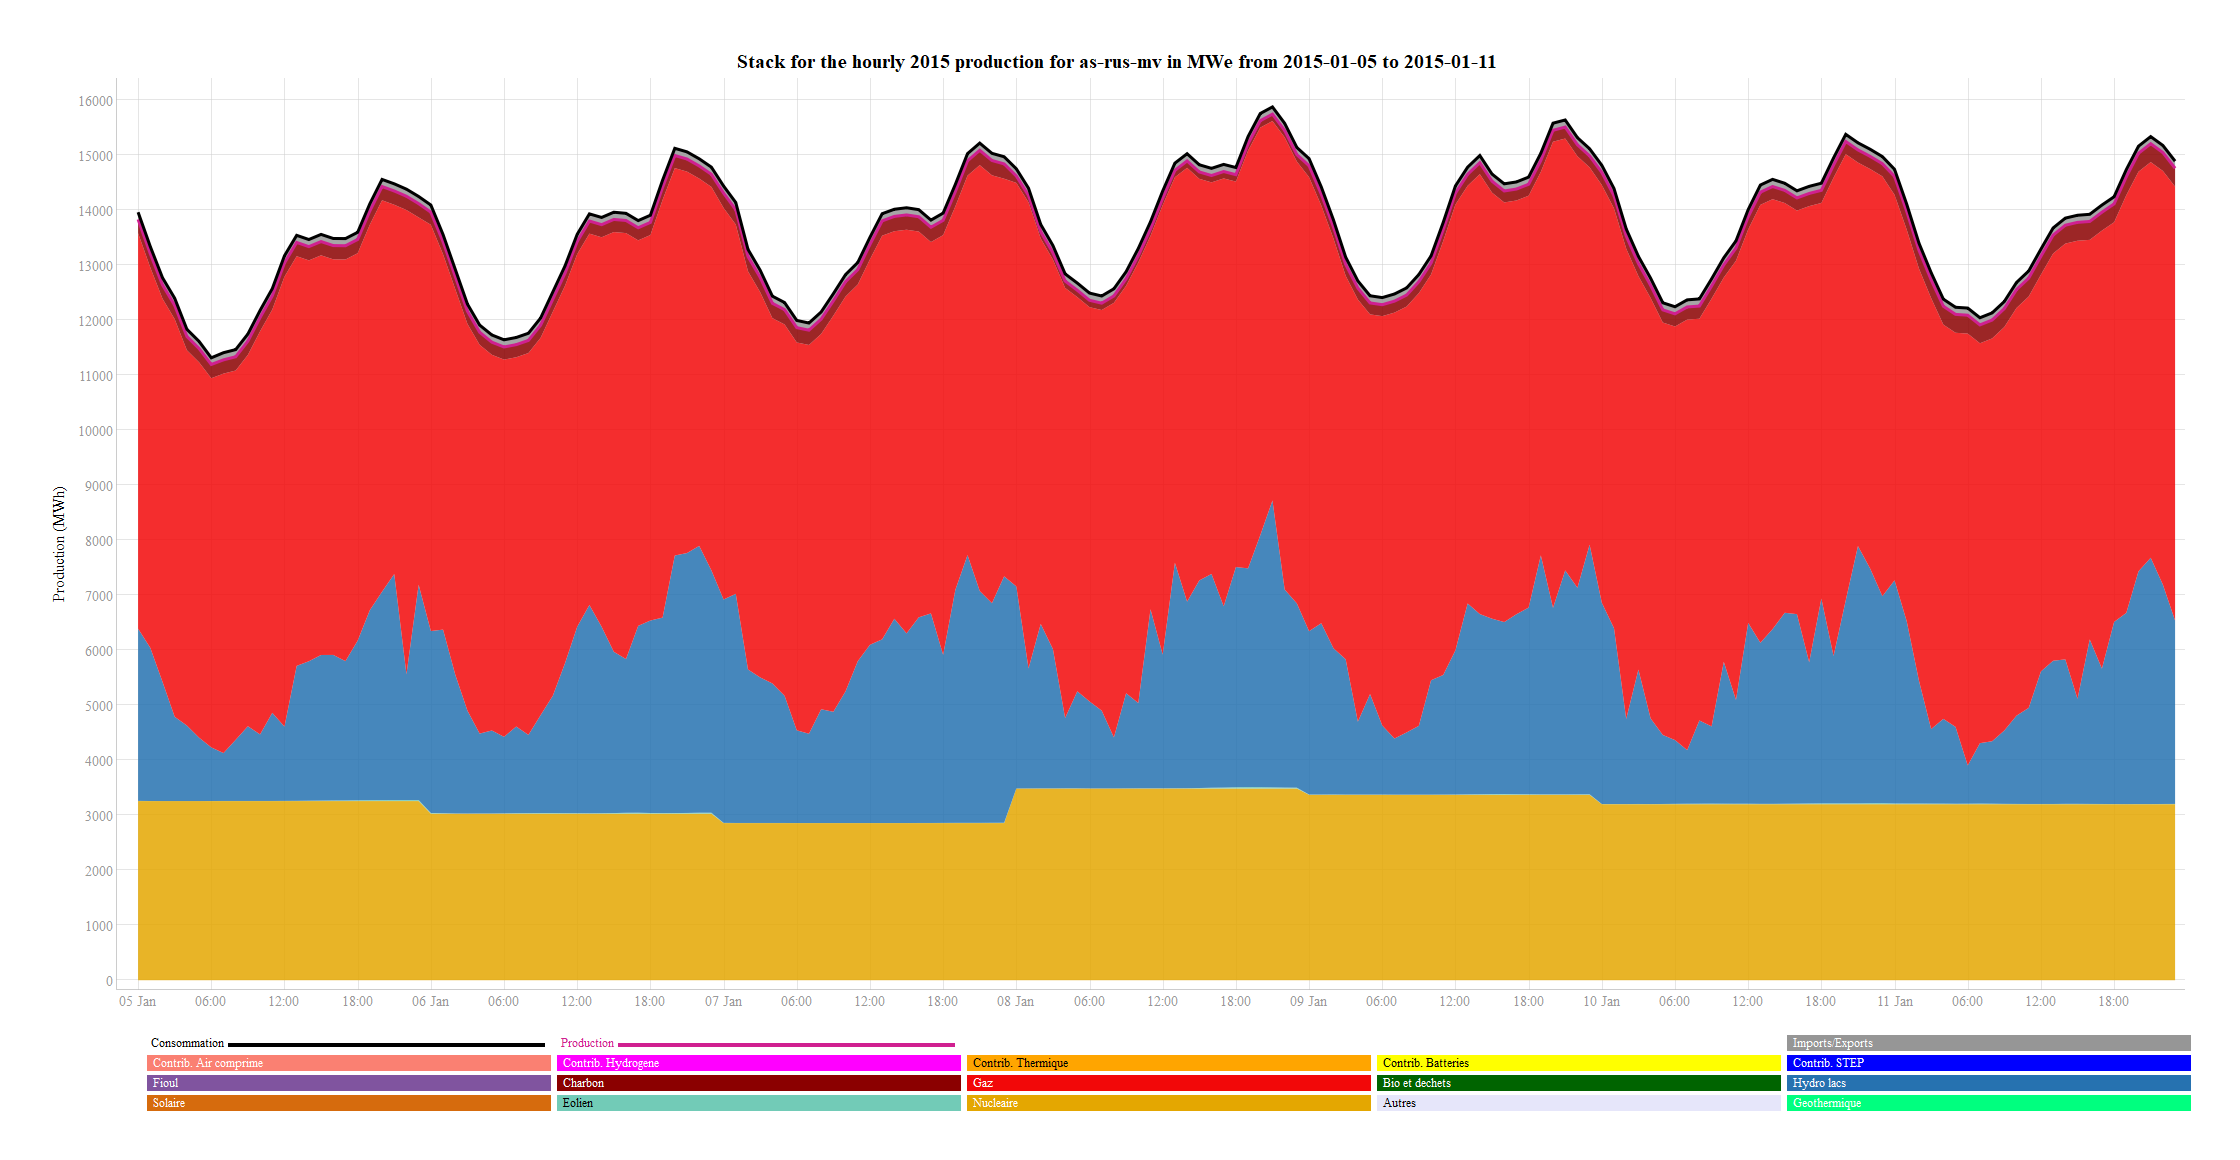 Stack for the hourly 2015 production for as-rus-mv in MWe from 2015-01-05 to 2015-01-11
Production (MWh)
16000
15000
14000
13000
12000
11000
10000
9000
8000
7000
6000
5000
4000
3000
2000
1000
0
05 Jan 06:00 12:00 18:00 06 Jan 06:00 12:00 18:00 07 Jan 06:00 12:00 18:00 08 Jan 06:00 12:00 18:00 09 Jan 06:00 12:00 18:00 10 Jan 06:00 12:00 18:00 11 Jan 06:00 12:00 18:00
Consommation Production Imports/Exports
Contrib. Air comprime Contrib. Hydrogene Contrib. Thermique Contrib. Batteries Contrib. STEP
Fioul Charbon Gaz Bio et dechets Hydro lacs
Solaire Eolien Nucleaire Autres Geothermique